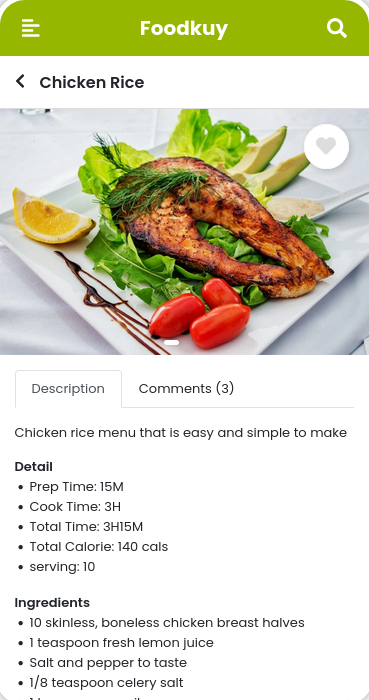 Foodkuy
Chicken Rice
Description
Comments (3)
Chicken rice menu that is easy and simple to make
Detail
• Prep Time: 15M
• Cook Time: 3H
• Total Time: 3H15M
• Total Calorie: 140 cals
• serving: 10
Ingredients
• 10 skinless, boneless chicken breast halves
• 1 teaspoon fresh lemon juice
• Salt and pepper to taste
• 1/8 teaspoon celery salt